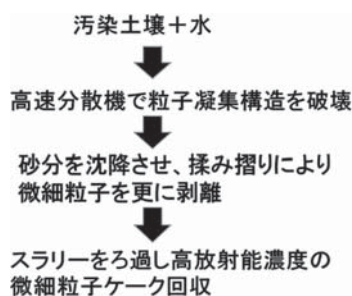 汚染土壌＋水
高速分散機で粒子凝集構造を破壊
砂分を沈降させ、揉み摺りにより
微細粒子を更に剥離
スラリーをろ過し高放射能濃度の
微細粒子ケーク回収